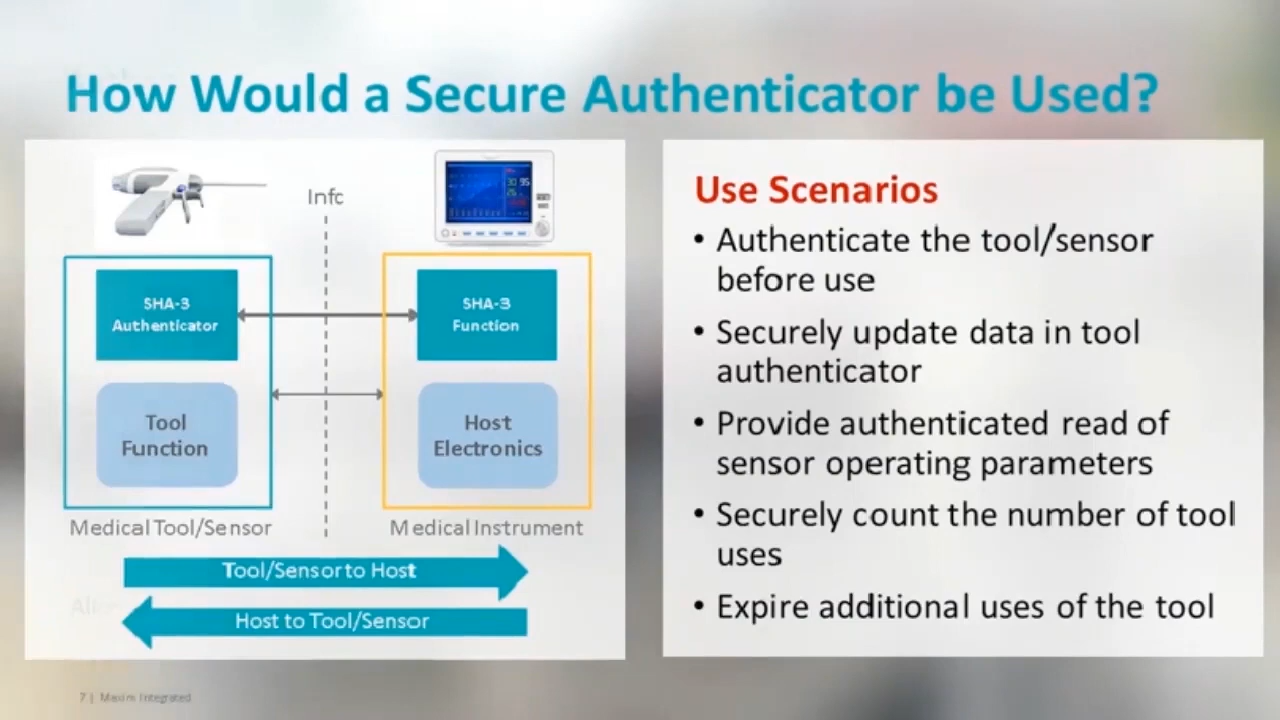 How Would a Secure Authenticator be Used?
Info
SHA-3
Authenticator
SHA-3
Function
Tool
Function
Host
Electronics
Medical Tool/Sensor
Medical Instrument
Tool/Sensor to Host
Host to Tool/Sensor
Use Scenarios
• Authenticate the tool/sensor
before use
• Securely update data in tool
authenticator
• Provide authenticated read of
sensor operating parameters
• Securely count the number of tool
uses
• Expire additional uses of the tool
7 | Maxim Integrated